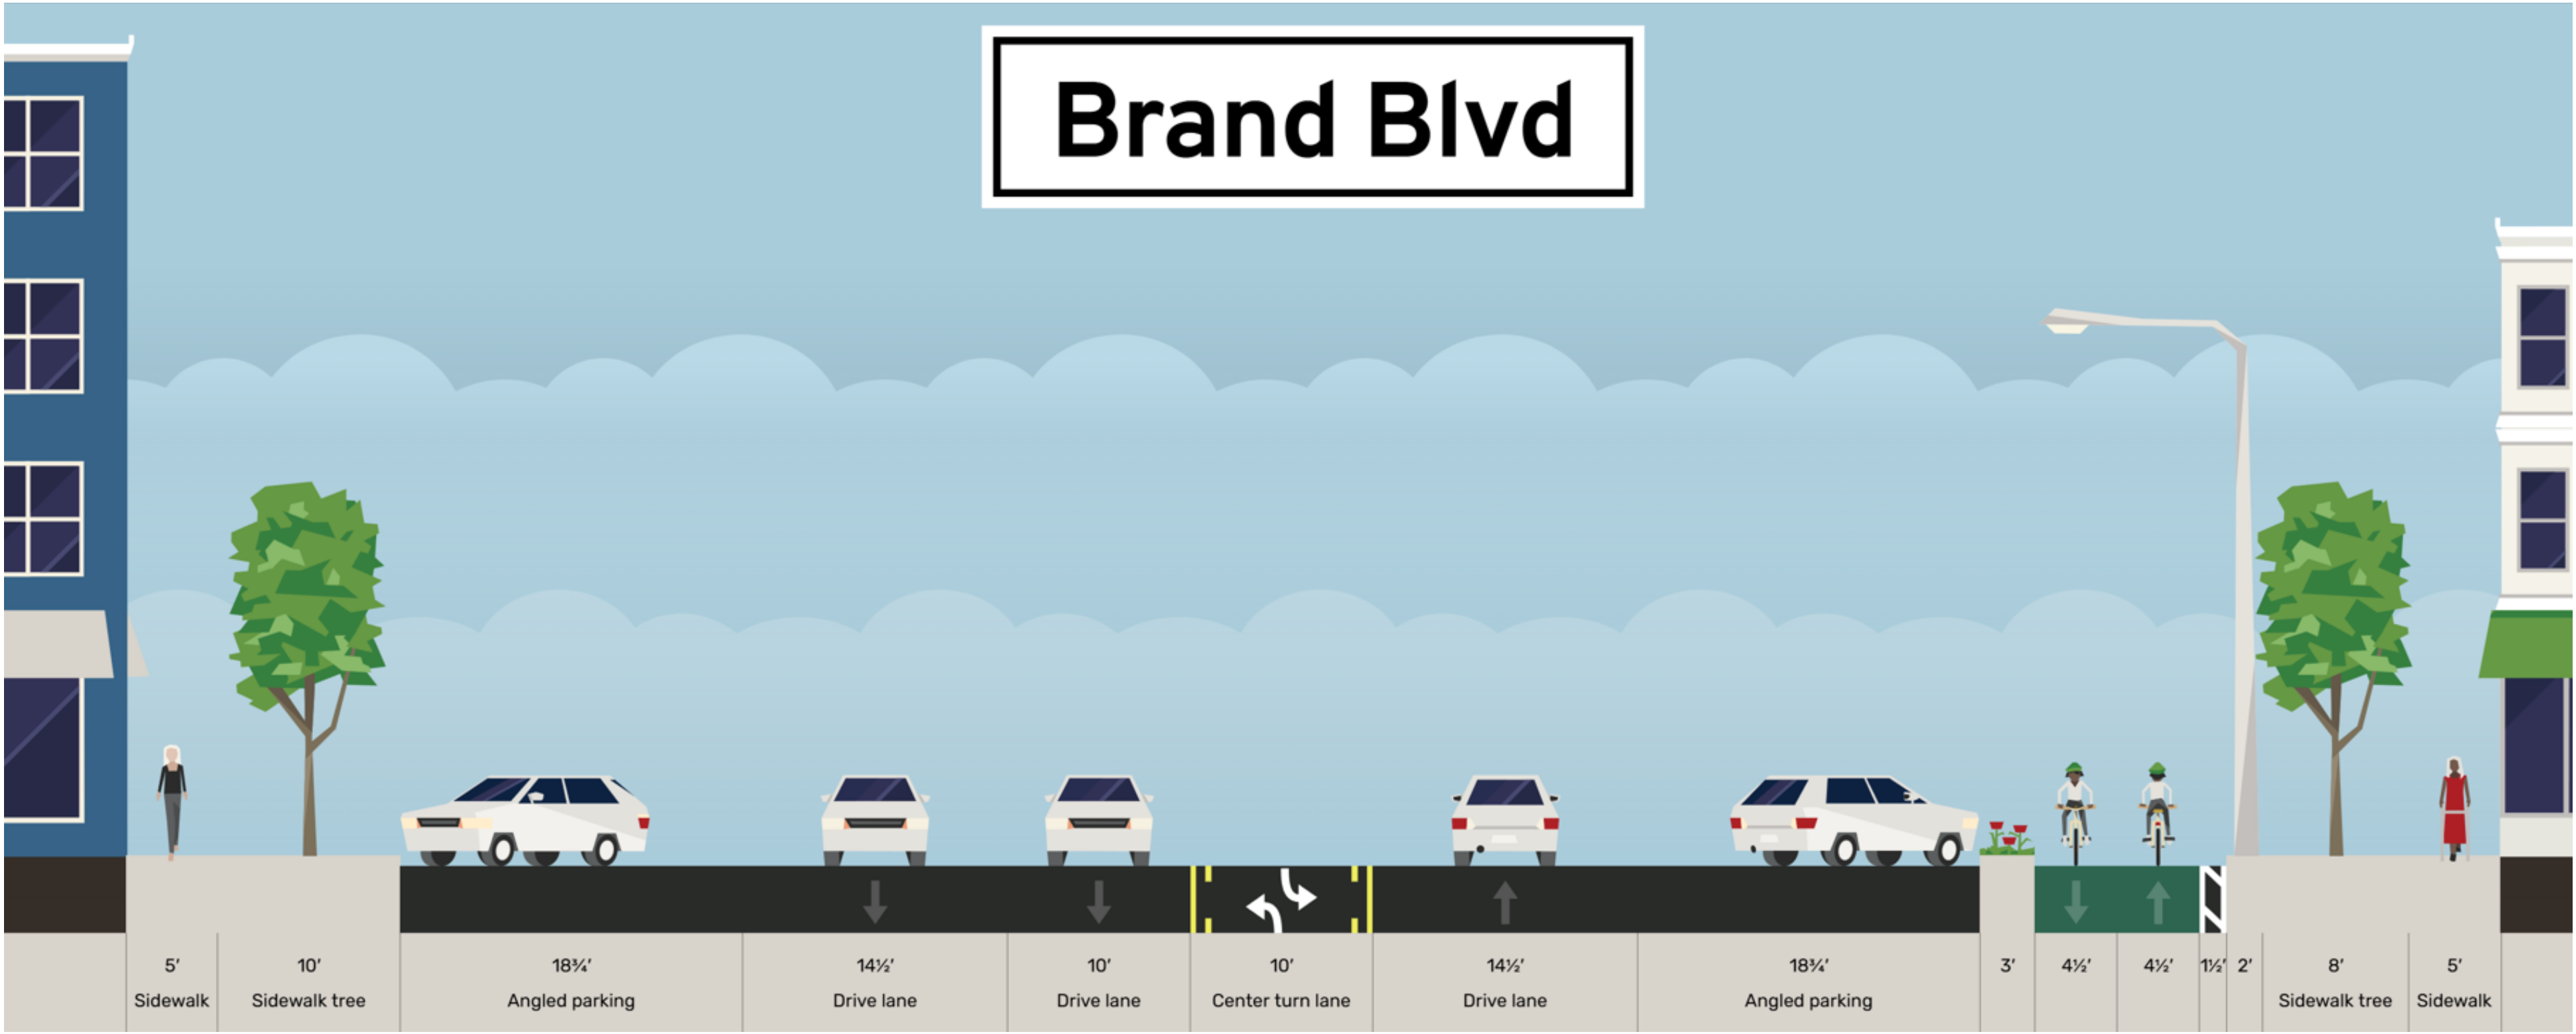 Brand Blvd
5′ 10′ 18¾′ 14½′ 10′ 10′ 14½′ 18¾′ 3′ 4½′ 4½′ 1½′ 2′ 8′ 5′
Sidewalk Sidewalk tree Angled parking Drive lane Drive lane Center turn lane Drive lane Angled parking Sidewalk tree Sidewalk